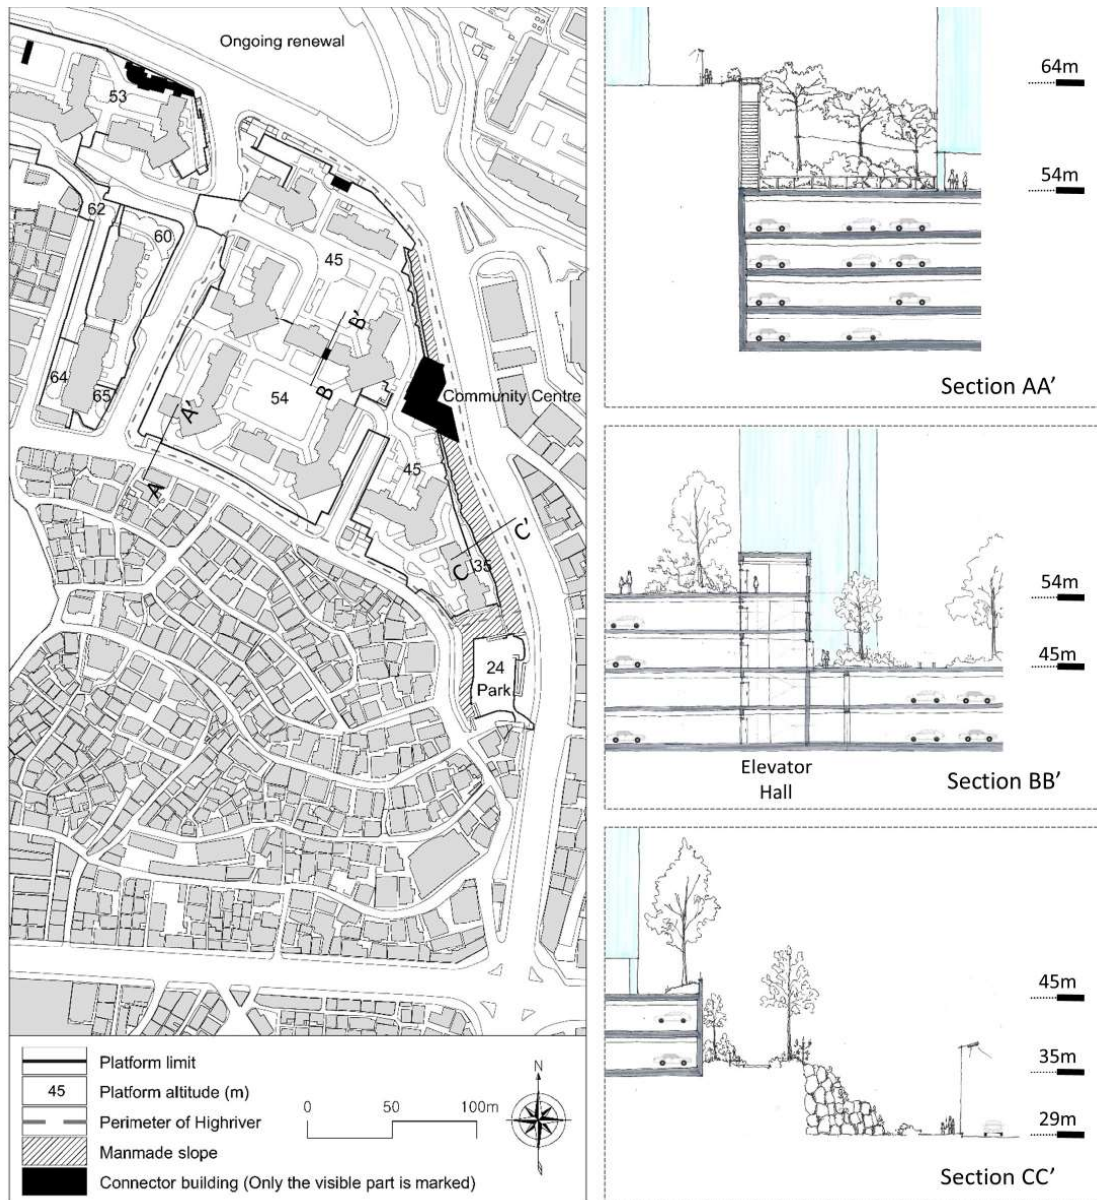 Ongoing renewal
53
62
60
45
B'
64
65
A'
54
B
Community Centre
A
45
C'
C
35
24
Park
Platform limit
45
Platform altitude (m)
Perimeter of Highriver
Manmade slope
Connector building (Only the visible part is marked)
0
50
100m
N
64m
54m
Section AA’
54m
45m
Elevator
Hall
Section BB’
45m
35m
29m
Section CC’